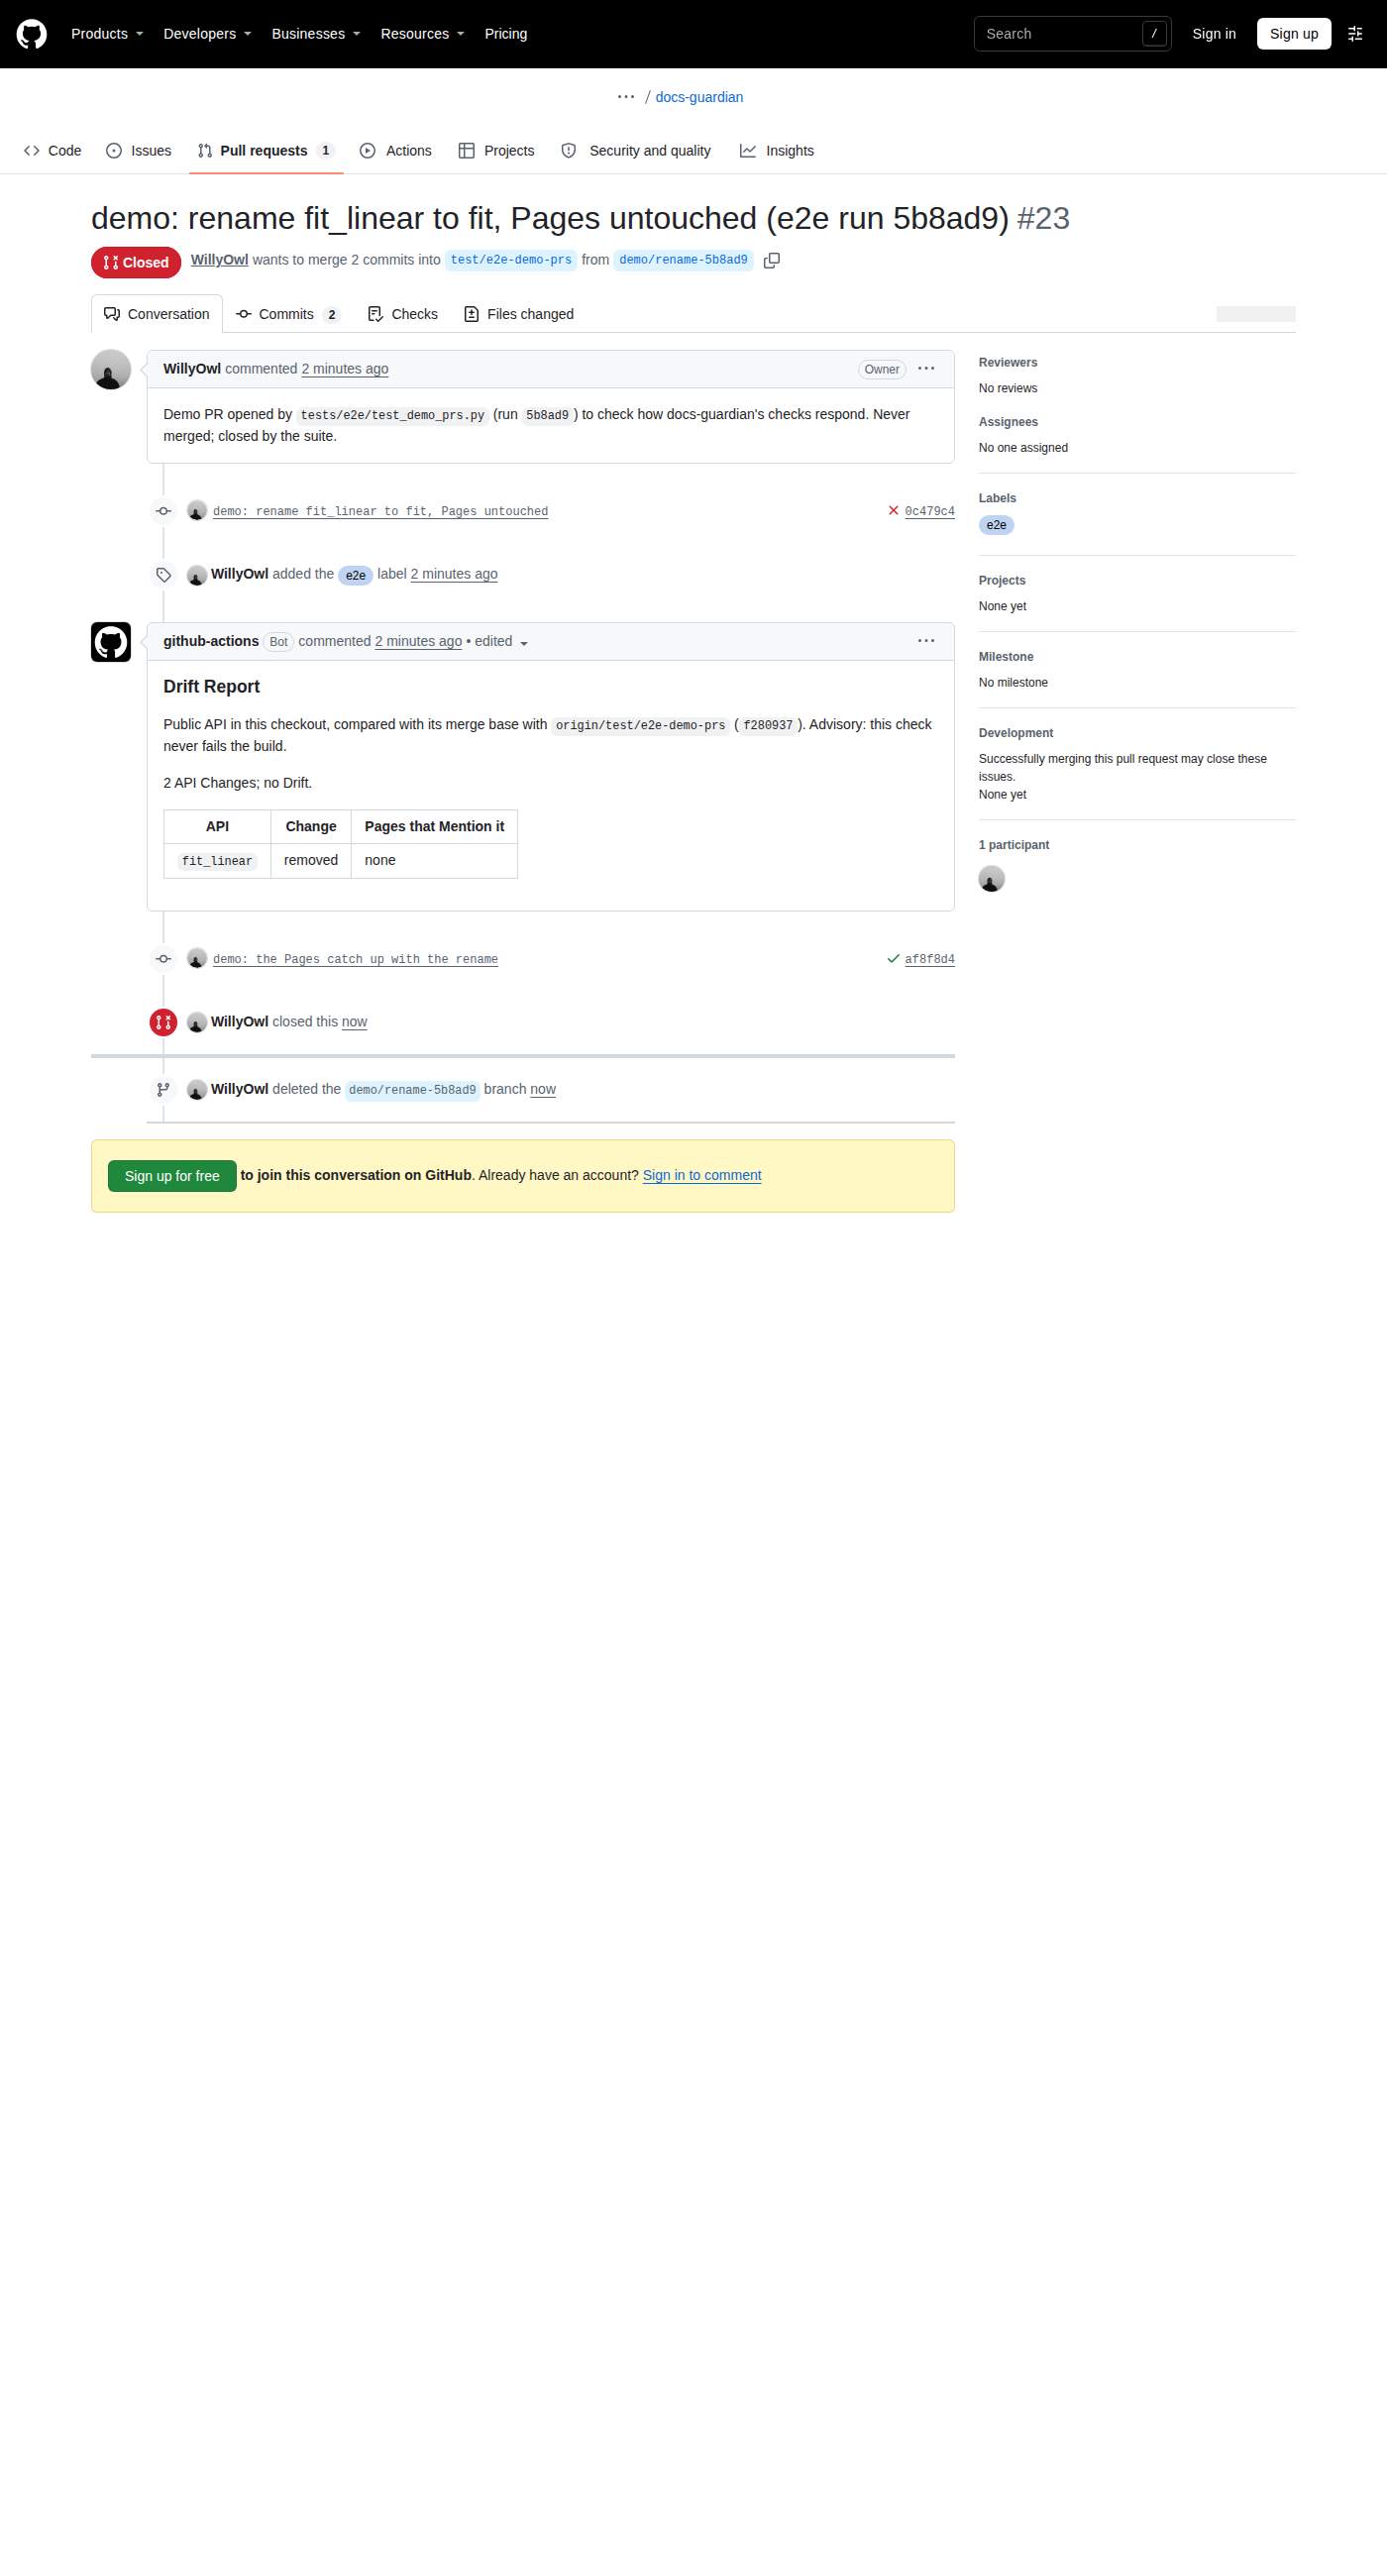 Products Developers Businesses Resources Pricing Search / Sign in Sign up
/ docs-guardian
Code Issues Pull requests 1 Actions Projects Security and quality Insights
demo: rename fit_linear to fit, Pages untouched (e2e run 5b8ad9) #23
Closed WillyOwl wants to merge 2 commits into test/e2e-demo-prs from demo/rename-5b8ad9
Conversation Commits 2 Checks Files changed
WillyOwl commented 2 minutes ago Owner
Demo PR opened by tests/e2e/test_demo_prs.py (run 5b8ad9) to check how docs-guardian's checks respond. Never
merged; closed by the suite.
demo: rename fit_linear to fit, Pages untouched 0c479c4
WillyOwl added the e2e label 2 minutes ago
github-actions Bot commented 2 minutes ago • edited
Drift Report
Public API in this checkout, compared with its merge base with origin/test/e2e-demo-prs (f280937). Advisory: this check
never fails the build.
2 API Changes; no Drift.
API Change Pages that Mention it
fit_linear removed none
demo: the Pages catch up with the rename af8f8d4
WillyOwl closed this now
WillyOwl deleted the demo/rename-5b8ad9 branch now
Sign up for free to join this conversation on GitHub. Already have an account? Sign in to comment
Reviewers
No reviews
Assignees
No one assigned
Labels
e2e
Projects
None yet
Milestone
No milestone
Development
Successfully merging this pull request may close these
issues.
None yet
1 participant